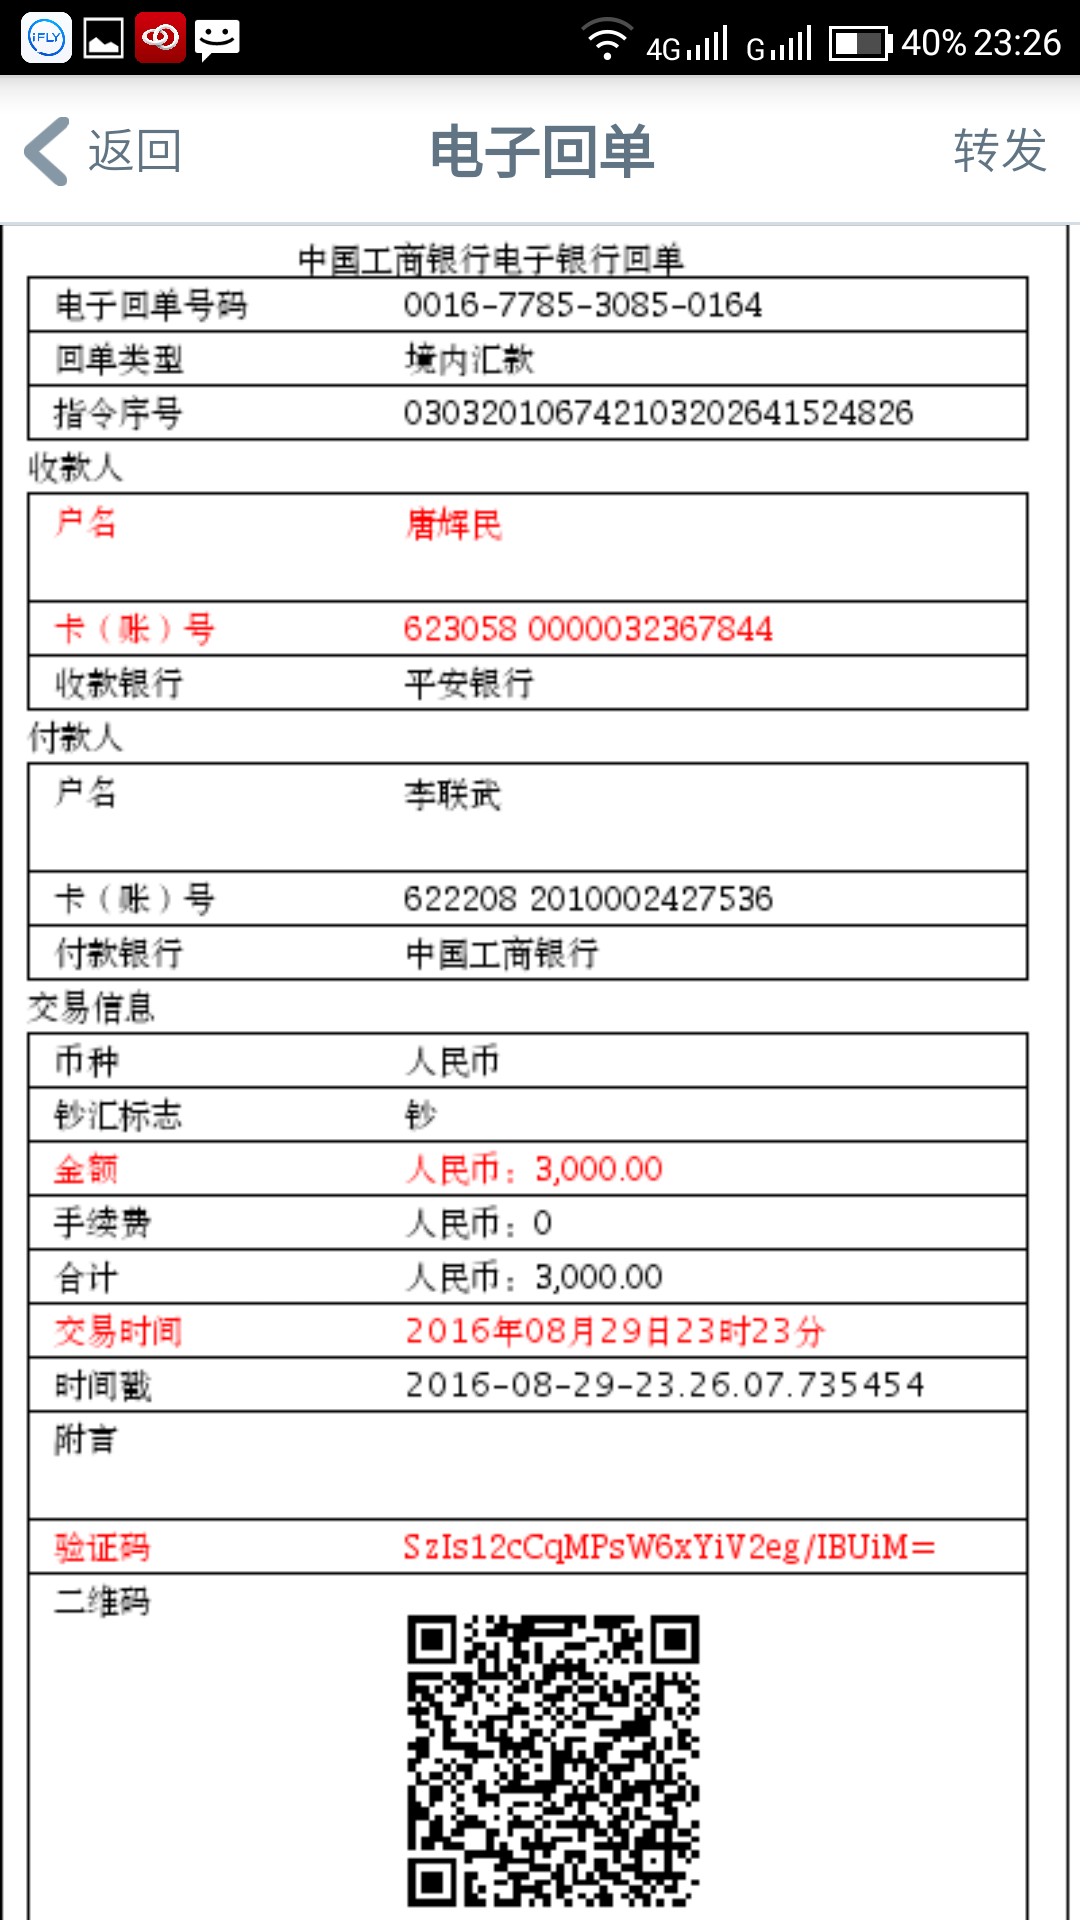 iFLY
4G G 40% 23:26
返回 电子回单 转发
中国工商银行电子银行回单
电子回单号码 0016-7785-3085-0164
回单类型 境内汇款
指令序号 030320106742103202641524826
收款人
户名 唐辉民
卡（账）号 623058 0000032367844
收款银行 平安银行
付款人
户名 李联武
卡（账）号 622208 2010002427536
付款银行 中国工商银行
交易信息
币种 人民币
钞汇标志 钞
金额 人民币：3,000.00
手续费 人民币：0
合计 人民币：3,000.00
交易时间 2016年08月29日23时23分
时间戳 2016-08-29-23.26.07.735454
附言
验证码 SzIs12cCqMPsW6xYiV2eg/IBUiM=
二维码